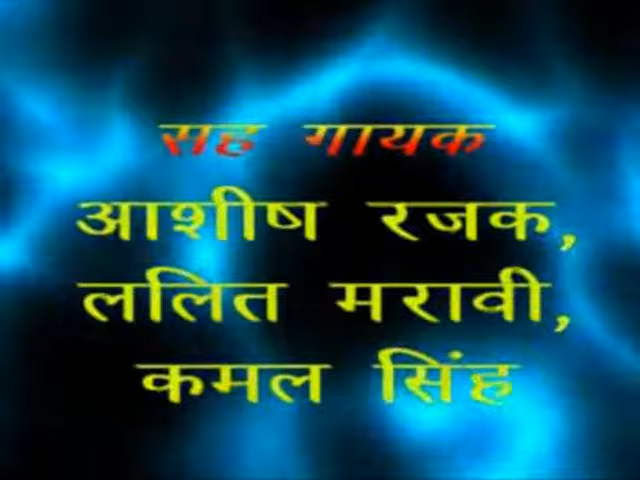 सह गायक
आशीष रजक,
ललित मरावी,
कमल सिंह